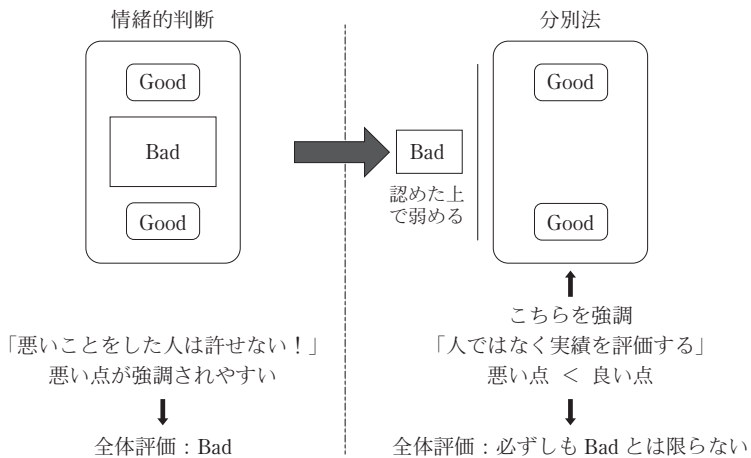 情緒的判断
Good
Bad
Good
「悪いことをした人は許せない！」
悪い点が強調されやすい
全体評価：Bad
分別法
Bad
認めた上
で弱める
Good
Good
こちらを強調
「人ではなく実績を評価する」
悪い点 ＜ 良い点
全体評価：必ずしも Bad とは限らない